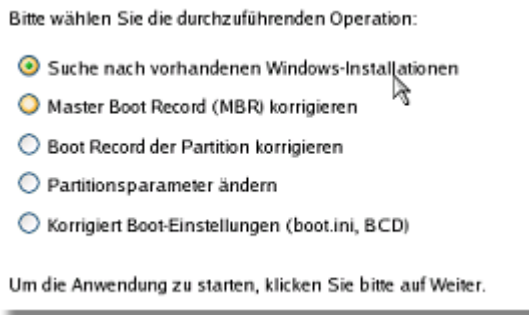 Bitte wählen Sie die durchzuführenden Operation:
Suche nach vorhandenen Windows-Installationen
Master Boot Record (MBR) korrigieren
Boot Record der Partition korrigieren
Partitionsparameter ändern
Korrigiert Boot-Einstellungen (boot.ini, BCD)
Um die Anwendung zu starten, klicken Sie bitte auf Weiter.